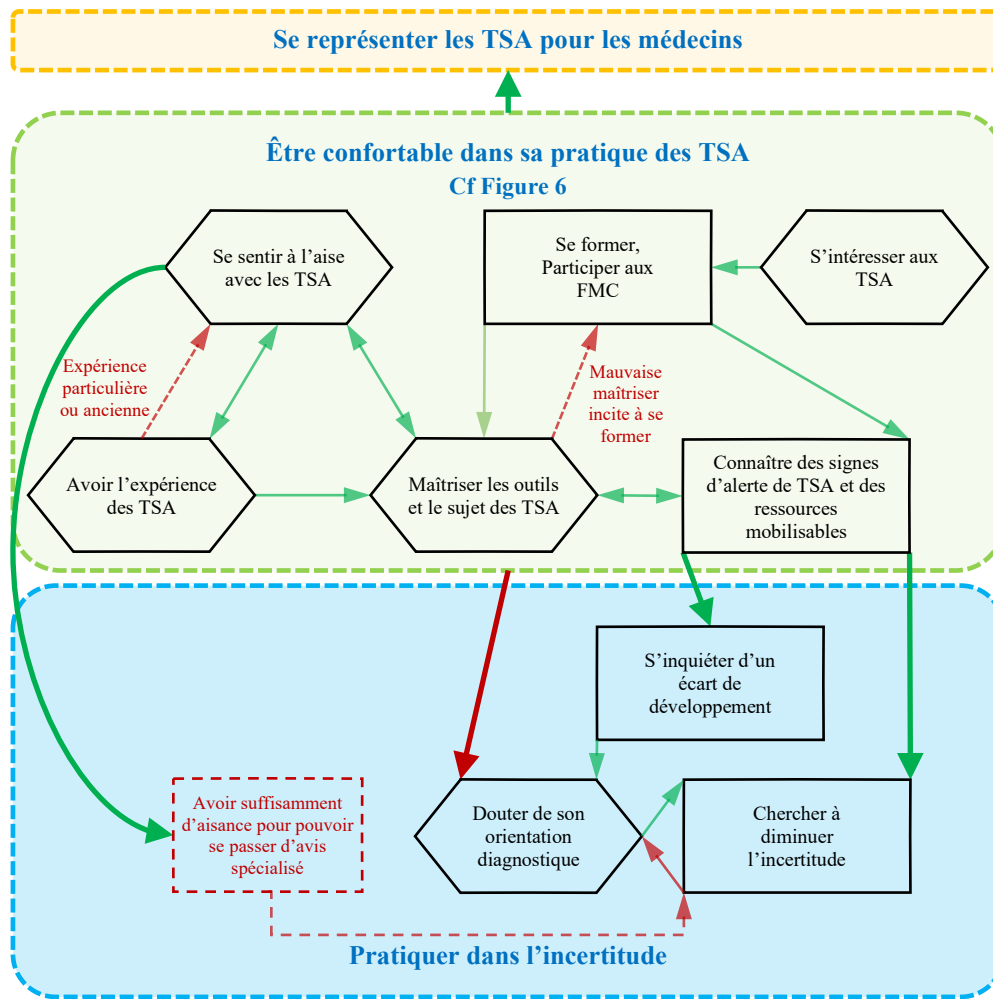 Se représenter les TSA pour les médecins
Être confortable dans sa pratique des TSA
Cf Figure 6
Se sentir à l’aise
avec les TSA
Se former,
Participer aux
FMC
S’intéresser aux
TSA
Expérience
particulière
ou ancienne
Mauvaise
maîtriser
incite à se
former
Avoir l’expérience
des TSA
Maîtriser les outils
et le sujet des TSA
Connaître des signes
d’alerte de TSA et des
ressources
mobilisables
S’inquiéter d’un
écart de
développement
Avoir suffisamment
d’aisance pour pouvoir
se passer d’avis
spécialisé
Douter de son
orientation
diagnostique
Chercher à
diminuer
l’incertitude
Pratiquer dans l’incertitude